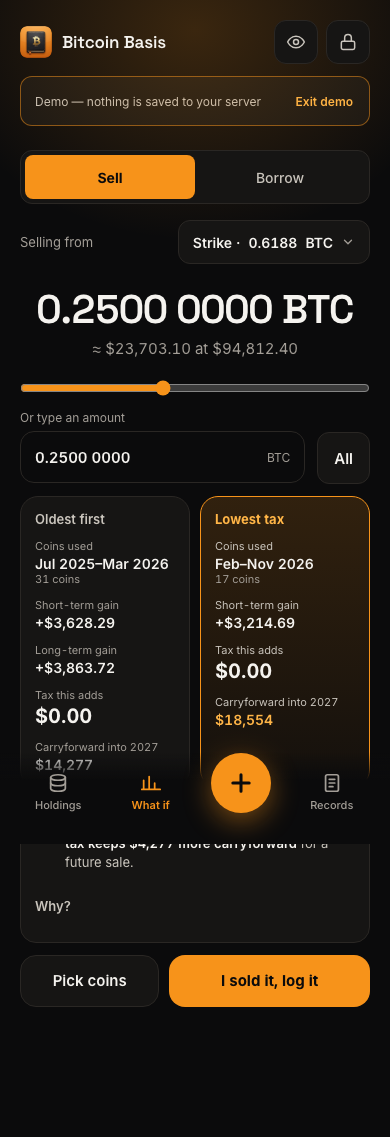 Bitcoin Basis
Demo — nothing is saved to your server
Exit demo
Sell
Borrow
Selling from
Strike · 0.6188 BTC
0.2500 0000 BTC
≈ $23,703.10 at $94,812.40
Or type an amount
0.2500 0000
BTC
All
Oldest first
Coins used
Jul 2025–Mar 2026
31 coins
Short-term gain
+$3,628.29
Long-term gain
+$3,863.72
Tax this adds
$0.00
Carryforward into 2027
$14,277
Lowest tax
Coins used
Feb–Nov 2026
17 coins
Short-term gain
+$3,214.69
Tax this adds
$0.00
Carryforward into 2027
$18,554
Holdings
What if
Records
tax keeps $4,277 more carryforward for a
future sale.
Why?
Pick coins
I sold it, log it